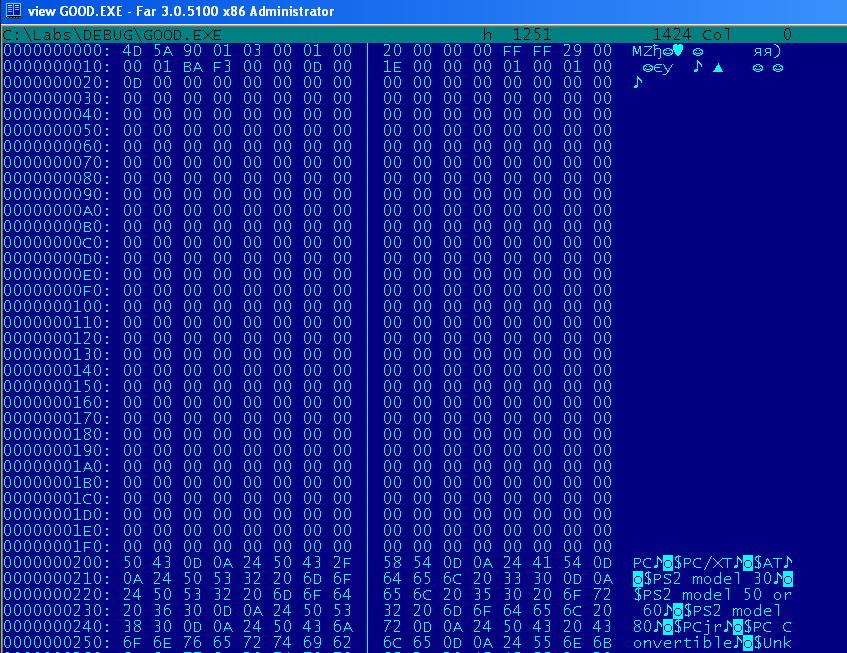 view GOOD.EXE - Far 3.0.5100 x86 Administrator
C:\Labs\DEBUG\GOOD.EXE h 1251 1424 Col 0
0000000000: 4D 5A 90 01 03 00 01 00 │ 20 00 00 00 FF FF 29 00 MZђ☺♥ ☺ яя)
0000000010: 00 01 BA F3 00 00 0D 00 │ 1E 00 00 00 01 00 01 00 ☺єу ♪ ▲ ☺ ☺
0000000020: 0D 00 00 00 00 00 00 00 │ 00 00 00 00 00 00 00 00 ♪
0000000030: 00 00 00 00 00 00 00 00 │ 00 00 00 00 00 00 00 00
0000000040: 00 00 00 00 00 00 00 00 │ 00 00 00 00 00 00 00 00
0000000050: 00 00 00 00 00 00 00 00 │ 00 00 00 00 00 00 00 00
0000000060: 00 00 00 00 00 00 00 00 │ 00 00 00 00 00 00 00 00
0000000070: 00 00 00 00 00 00 00 00 │ 00 00 00 00 00 00 00 00
0000000080: 00 00 00 00 00 00 00 00 │ 00 00 00 00 00 00 00 00
0000000090: 00 00 00 00 00 00 00 00 │ 00 00 00 00 00 00 00 00
00000000A0: 00 00 00 00 00 00 00 00 │ 00 00 00 00 00 00 00 00
00000000B0: 00 00 00 00 00 00 00 00 │ 00 00 00 00 00 00 00 00
00000000C0: 00 00 00 00 00 00 00 00 │ 00 00 00 00 00 00 00 00
00000000D0: 00 00 00 00 00 00 00 00 │ 00 00 00 00 00 00 00 00
00000000E0: 00 00 00 00 00 00 00 00 │ 00 00 00 00 00 00 00 00
00000000F0: 00 00 00 00 00 00 00 00 │ 00 00 00 00 00 00 00 00
0000000100: 00 00 00 00 00 00 00 00 │ 00 00 00 00 00 00 00 00
0000000110: 00 00 00 00 00 00 00 00 │ 00 00 00 00 00 00 00 00
0000000120: 00 00 00 00 00 00 00 00 │ 00 00 00 00 00 00 00 00
0000000130: 00 00 00 00 00 00 00 00 │ 00 00 00 00 00 00 00 00
0000000140: 00 00 00 00 00 00 00 00 │ 00 00 00 00 00 00 00 00
0000000150: 00 00 00 00 00 00 00 00 │ 00 00 00 00 00 00 00 00
0000000160: 00 00 00 00 00 00 00 00 │ 00 00 00 00 00 00 00 00
0000000170: 00 00 00 00 00 00 00 00 │ 00 00 00 00 00 00 00 00
0000000180: 00 00 00 00 00 00 00 00 │ 00 00 00 00 00 00 00 00
0000000190: 00 00 00 00 00 00 00 00 │ 00 00 00 00 00 00 00 00
00000001A0: 00 00 00 00 00 00 00 00 │ 00 00 00 00 00 00 00 00
00000001B0: 00 00 00 00 00 00 00 00 │ 00 00 00 00 00 00 00 00
00000001C0: 00 00 00 00 00 00 00 00 │ 00 00 00 00 00 00 00 00
00000001D0: 00 00 00 00 00 00 00 00 │ 00 00 00 00 00 00 00 00
00000001E0: 00 00 00 00 00 00 00 00 │ 00 00 00 00 00 00 00 00
00000001F0: 00 00 00 00 00 00 00 00 │ 00 00 00 00 00 00 00 00
0000000200: 50 43 0D 0A 24 50 43 2F │ 58 54 0D 0A 24 41 54 0D PC♪◙$PC/XT♪◙$AT♪
0000000210: 0A 24 50 53 32 20 6D 6F │ 64 65 6C 20 33 30 0D 0A ◙$PS2 model 30♪◙
0000000220: 24 50 53 32 20 6D 6F 64 │ 65 6C 20 35 30 20 6F 72 $PS2 model 50 or
0000000230: 20 36 30 0D 0A 24 50 53 │ 32 20 6D 6F 64 65 6C 20 60♪◙$PS2 model
0000000240: 38 30 0D 0A 24 50 43 6A │ 72 0D 0A 24 50 43 20 43 80♪◙$PCjr♪◙$PC C
0000000250: 6F 6E 76 65 72 74 69 62 │ 6C 65 0D 0A 24 55 6E 6B onvertible♪◙$Unk